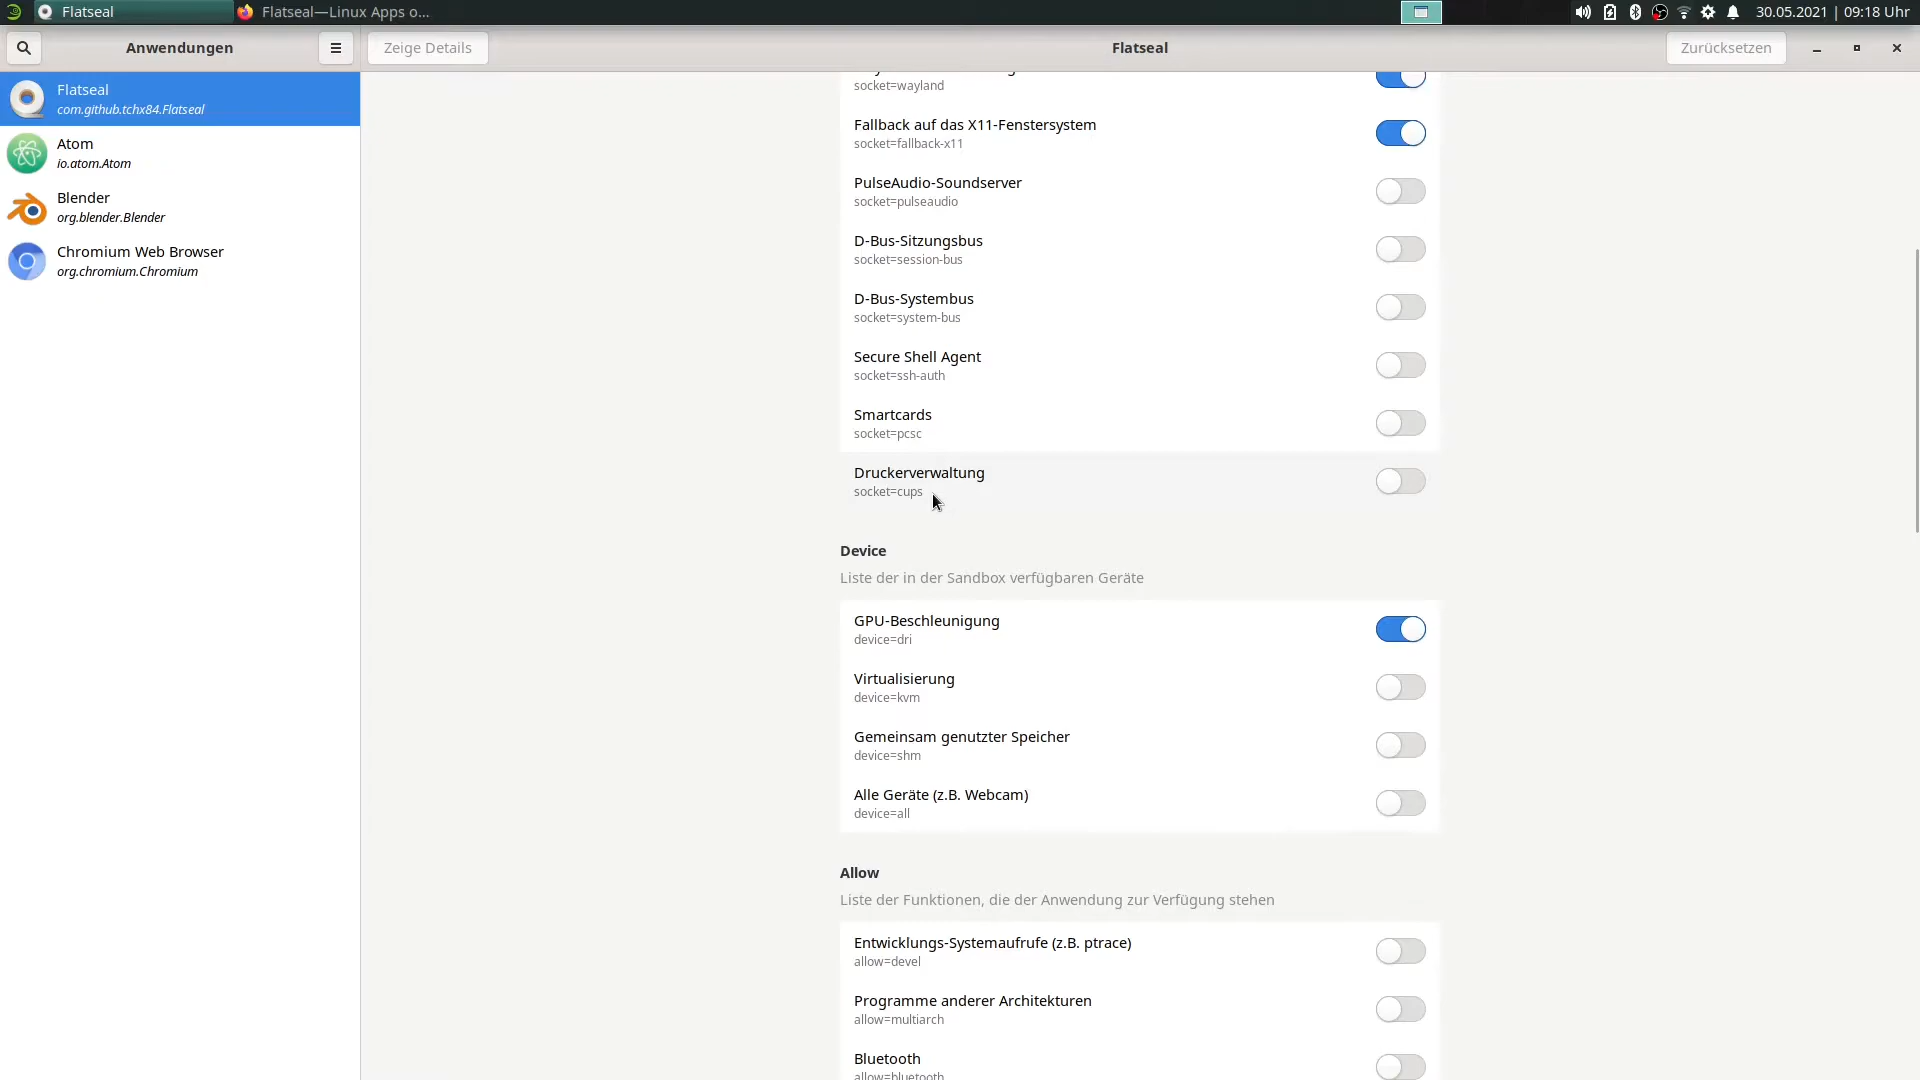 Flatseal
Flatseal—Linux Apps o...
30.05.2021 | 09:18 Uhr
Anwendungen
Zeige Details
Flatseal
Zurücksetzen
Flatseal
com.github.tchx84.Flatseal
Atom
io.atom.Atom
Blender
org.blender.Blender
Chromium Web Browser
org.chromium.Chromium
socket=wayland
Fallback auf das X11-Fenstersystem
socket=fallback-x11
PulseAudio-Soundserver
socket=pulseaudio
D-Bus-Sitzungsbus
socket=session-bus
D-Bus-Systembus
socket=system-bus
Secure Shell Agent
socket=ssh-auth
Smartcards
socket=pcsc
Druckerverwaltung
socket=cups
Device
Liste der in der Sandbox verfügbaren Geräte
GPU-Beschleunigung
device=dri
Virtualisierung
device=kvm
Gemeinsam genutzter Speicher
device=shm
Alle Geräte (z.B. Webcam)
device=all
Allow
Liste der Funktionen, die der Anwendung zur Verfügung stehen
Entwicklungs-Systemaufrufe (z.B. ptrace)
allow=devel
Programme anderer Architekturen
allow=multiarch
Bluetooth
allow=bluetooth